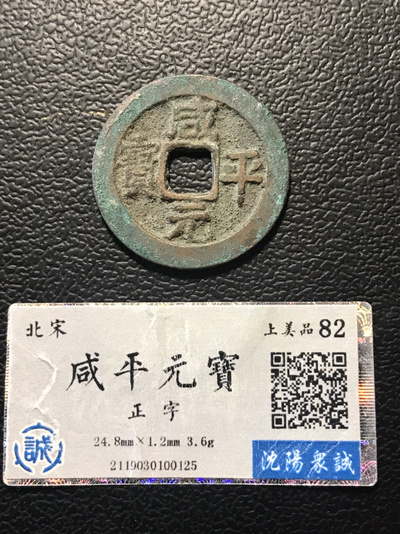 咸平元寶
北宋
上美品82
咸平元寶
正字
24.8mm×1.2mm 3.6g
2119030100125
誠
沈陽衆誠